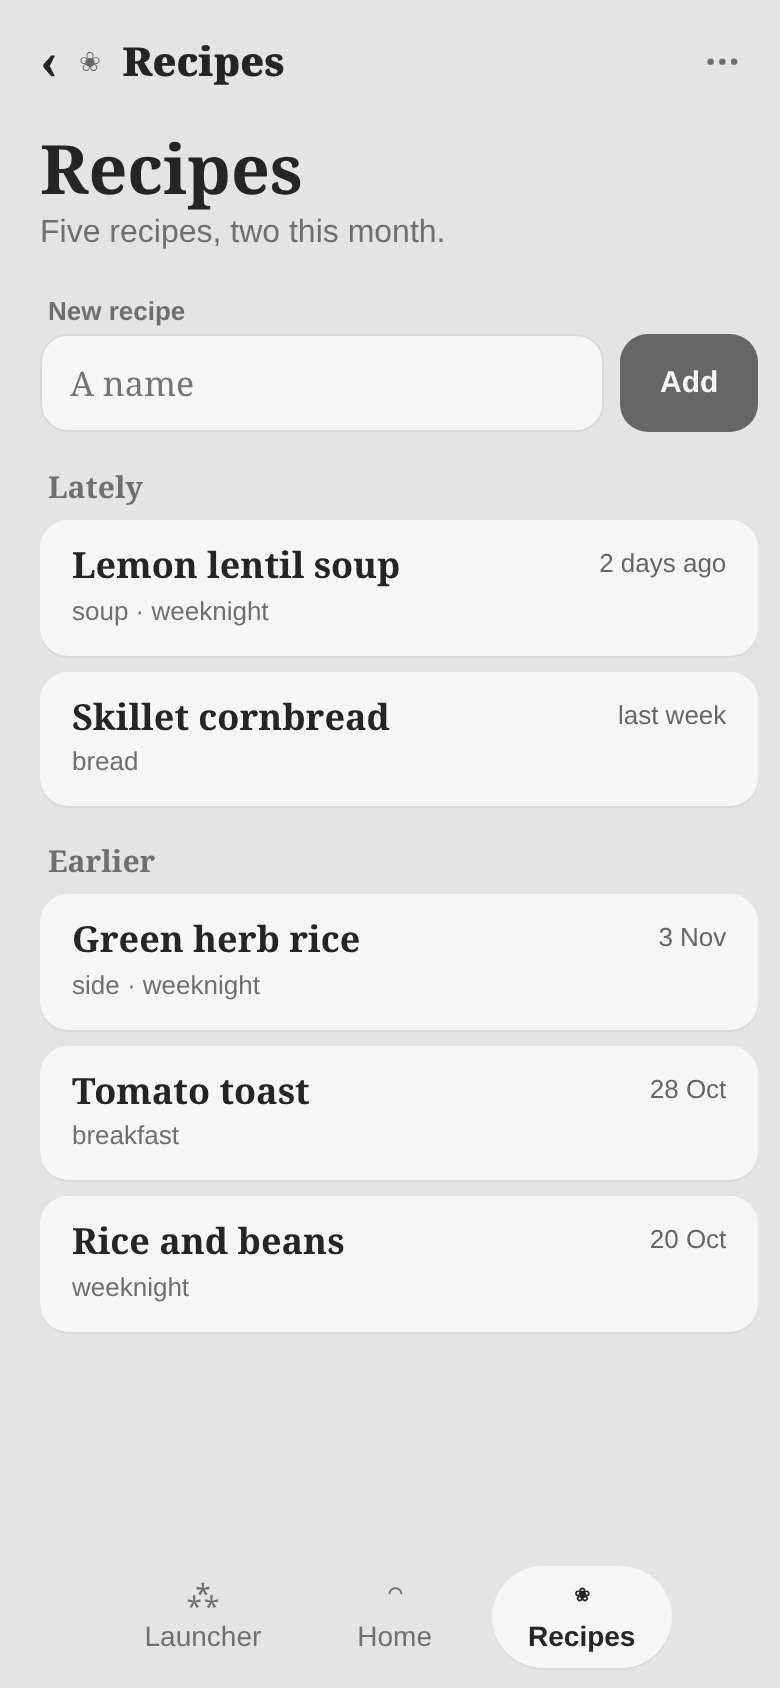 ‹ ❀ Recipes •••
Recipes
Five recipes, two this month.
New recipe
A name
Add
Lately
Lemon lentil soup
2 days ago
soup · weeknight
Skillet cornbread
last week
bread
Earlier
Green herb rice
3 Nov
side · weeknight
Tomato toast
28 Oct
breakfast
Rice and beans
20 Oct
weeknight
Launcher
Home
Recipes